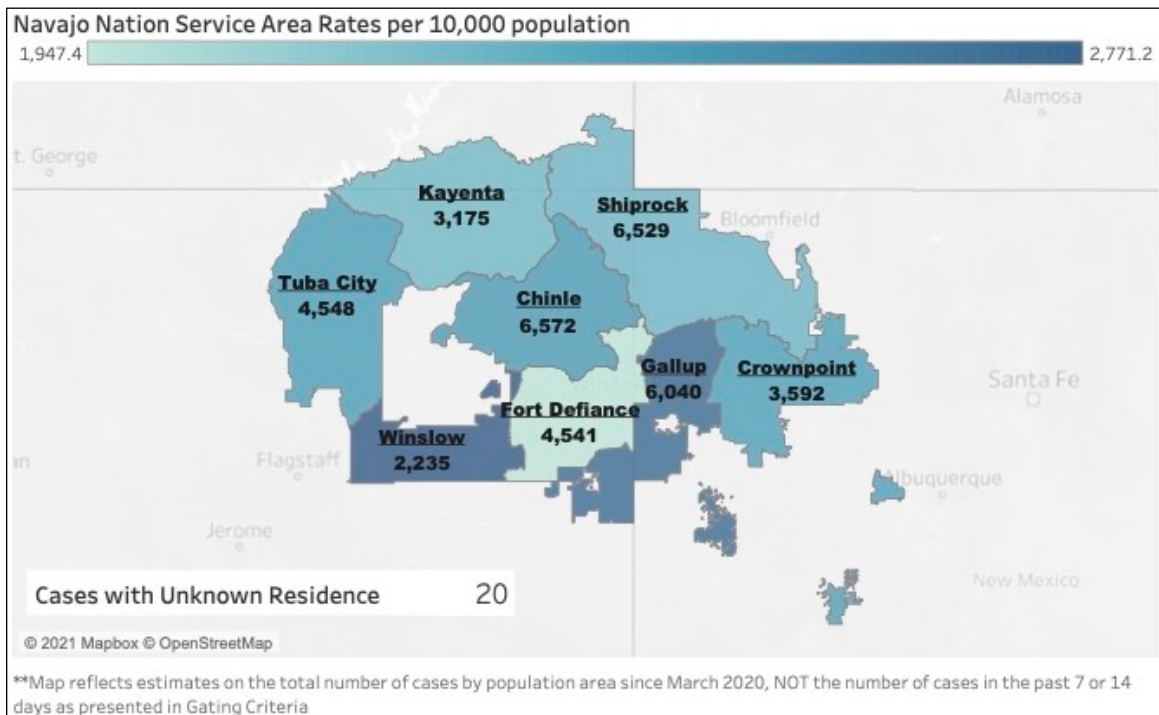 Navajo Nation Service Area Rates per 10,000 population
1,947.4
2,771.2
Alamosa
t. George
Kayenta
3,175
Shiprock
6,529
Bloomfield
Tuba City
4,548
Chinle
6,572
Gallup
6,040
Crownpoint
3,592
Santa Fe
Fort Defiance
4,541
Winslow
2,235
an
Flagstaff
Albuquerque
Jerome
Cases with Unknown Residence 20
New Mexico
© 2021 Mapbox © OpenStreetMap
**Map reflects estimates on the total number of cases by population area since March 2020, NOT the number of cases in the past 7 or 14
days as presented in Gating Criteria